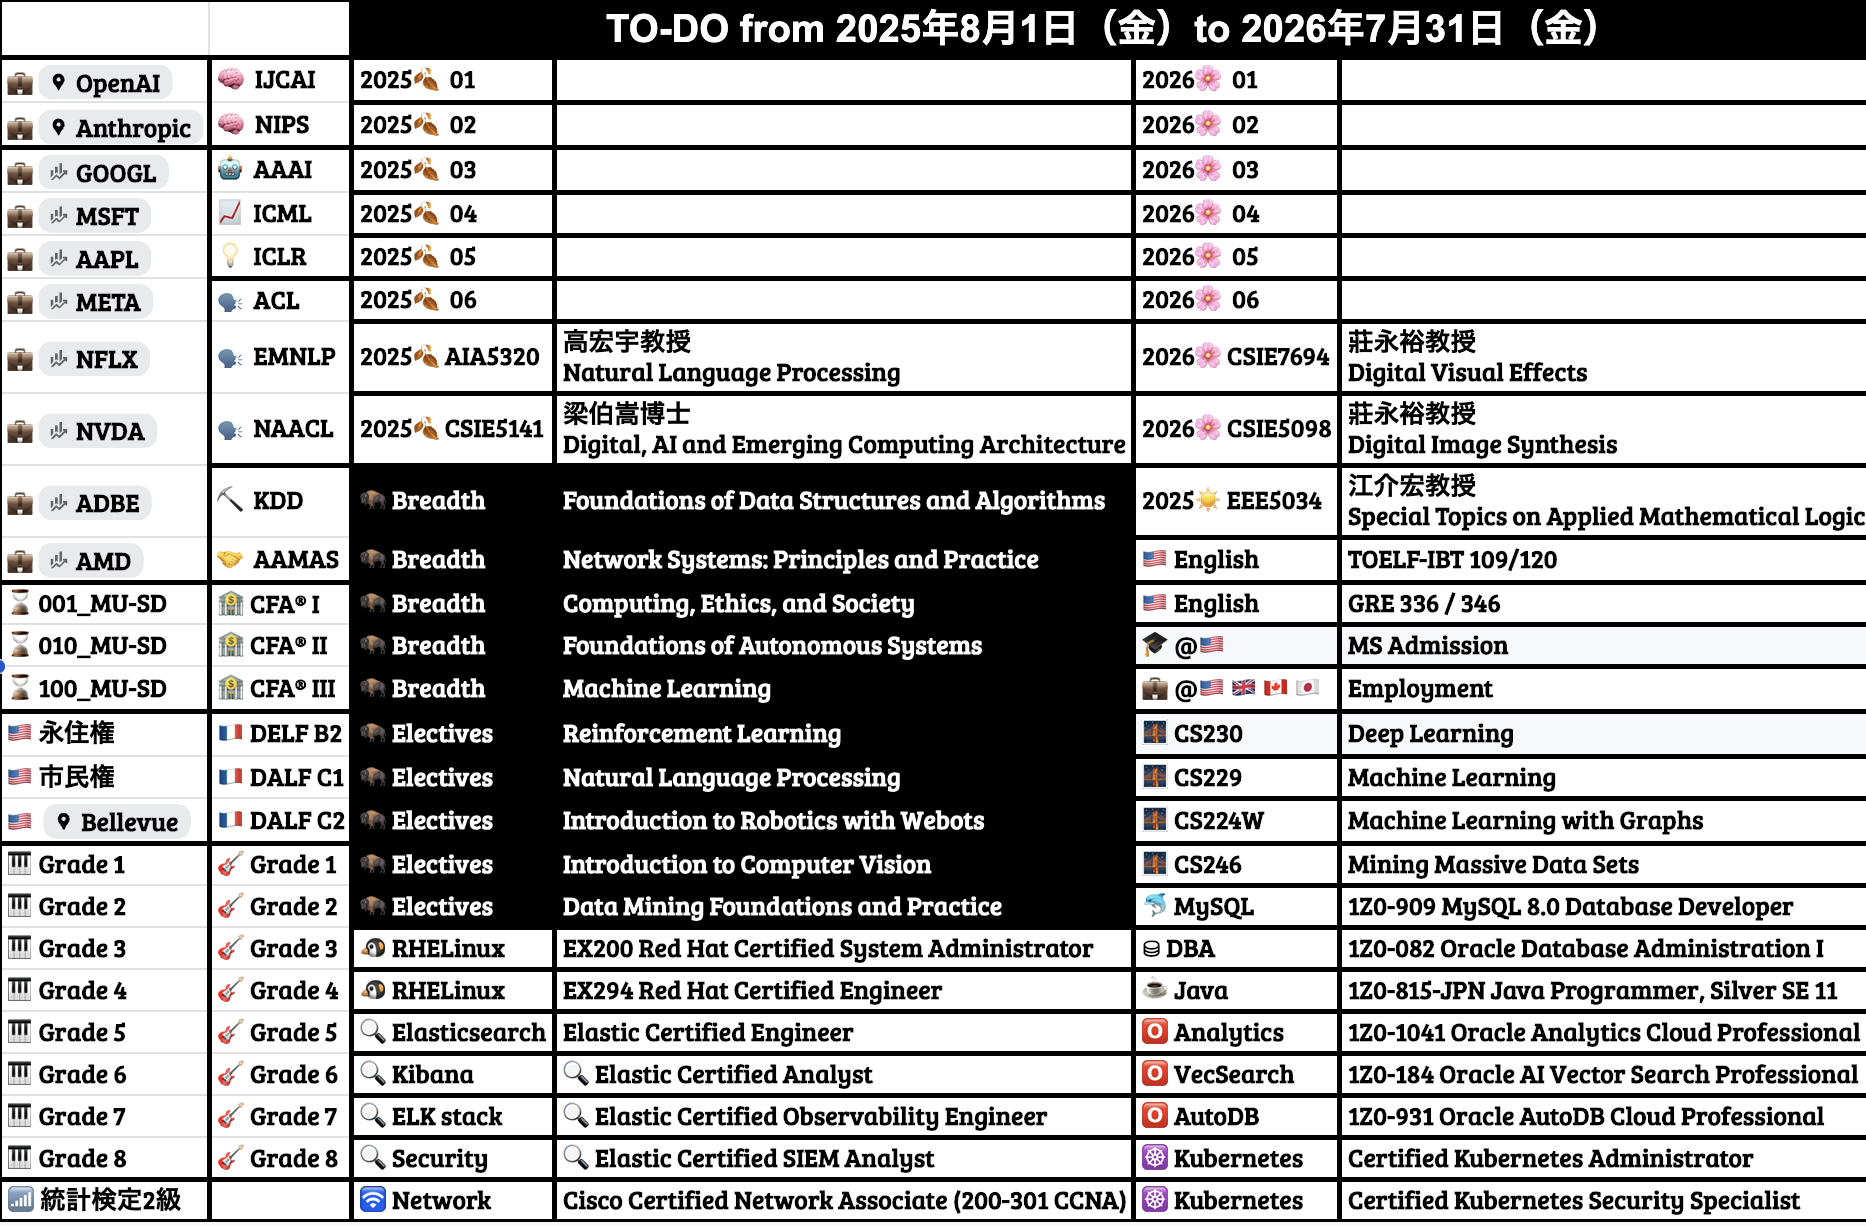 TO-DO from 2025年8月1日（金）to 2026年7月31日（金）
OpenAI IJCAI 2025 01 2026 01
Anthropic NIPS 2025 02 2026 02
GOOGL AAAI 2025 03 2026 03
MSFT ICML 2025 04 2026 04
AAPL ICLR 2025 05 2026 05
META ACL 2025 06 2026 06
NFLX EMNLP 2025 AIA5320 高宏宇教授 2026 CSIE7694 莊永裕教授
Natural Language Processing Digital Visual Effects
NVDA NAACL 2025 CSIE5141 梁伯嵩博士 2026 CSIE5098 莊永裕教授
Digital, AI and Emerging Computing Architecture Digital Image Synthesis
ADBE KDD Breadth Foundations of Data Structures and Algorithms 2025 EEE5034 江介宏教授
Special Topics on Applied Mathematical Logic
AMD AAMAS Breadth Network Systems: Principles and Practice English TOELF-IBT 109/120
001_MU-SD CFA® I Breadth Computing, Ethics, and Society English GRE 336 / 346
010_MU-SD CFA® II Breadth Foundations of Autonomous Systems @ MS Admission
100_MU-SD CFA® III Breadth Machine Learning @ Employment
永住権 DELF B2 Electives Reinforcement Learning CS230 Deep Learning
市民権 DALF C1 Electives Natural Language Processing CS229 Machine Learning
Bellevue DALF C2 Electives Introduction to Robotics with Webots CS224W Machine Learning with Graphs
Grade 1 Grade 1 Electives Introduction to Computer Vision CS246 Mining Massive Data Sets
Grade 2 Grade 2 Electives Data Mining Foundations and Practice MySQL 1Z0-909 MySQL 8.0 Database Developer
Grade 3 Grade 3 RHELinux EX200 Red Hat Certified System Administrator DBA 1Z0-082 Oracle Database Administration I
Grade 4 Grade 4 RHELinux EX294 Red Hat Certified Engineer Java 1Z0-815-JPN Java Programmer, Silver SE 11
Grade 5 Grade 5 Elasticsearch Elastic Certified Engineer Analytics 1Z0-1041 Oracle Analytics Cloud Professional
Grade 6 Grade 6 Kibana Elastic Certified Analyst VecSearch 1Z0-184 Oracle AI Vector Search Professional
Grade 7 Grade 7 ELK stack Elastic Certified Observability Engineer AutoDB 1Z0-931 Oracle AutoDB Cloud Professional
Grade 8 Grade 8 Security Elastic Certified SIEM Analyst Kubernetes Certified Kubernetes Administrator
統計検定2級 Network Cisco Certified Network Associate (200-301 CCNA) Kubernetes Certified Kubernetes Security Specialist